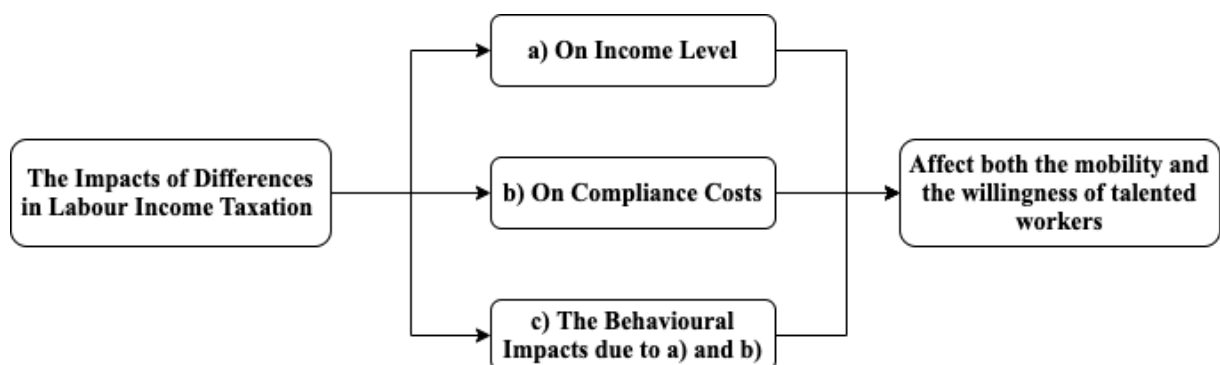 The Impacts of Differences
in Labour Income Taxation
a) On Income Level
b) On Compliance Costs
c) The Behavioural
Impacts due to a) and b)
Affect both the mobility and
the willingness of talented
workers